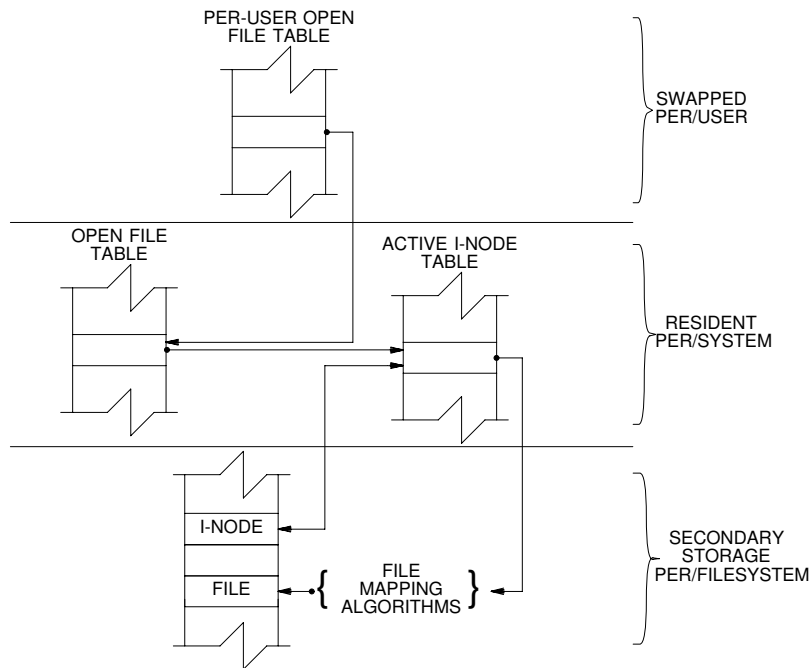 PER-USER OPEN
FILE TABLE
SWAPPED
PER/USER
OPEN FILE
TABLE
ACTIVE I-NODE
TABLE
RESIDENT
PER/SYSTEM
I-NODE
FILE
{ FILE }
MAPPING
ALGORITHMS
SECONDARY
STORAGE
PER/FILESYSTEM